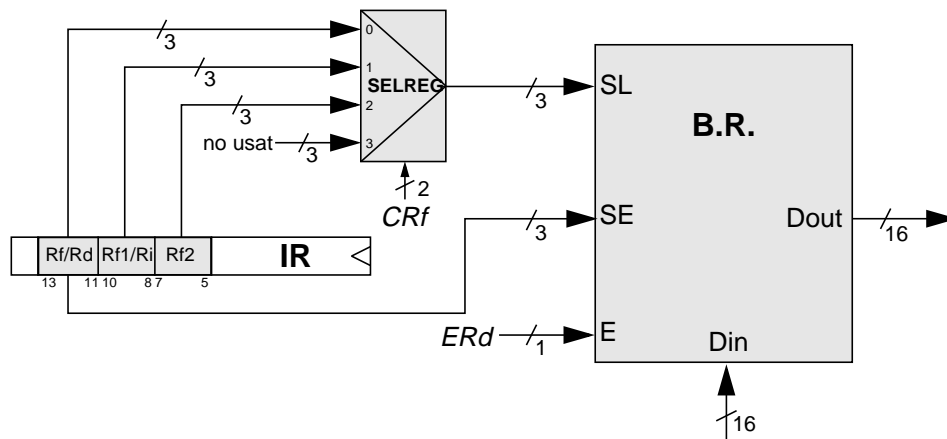 3
0
3
1
SELREG
3
2
no usat
3
3
2
CRf
3
SL
B.R.
3
SE
Dout
16
Rf/Rd
Rf1/Ri
Rf2
IR
13
11
10
8
7
5
ERd
1
E
Din
16